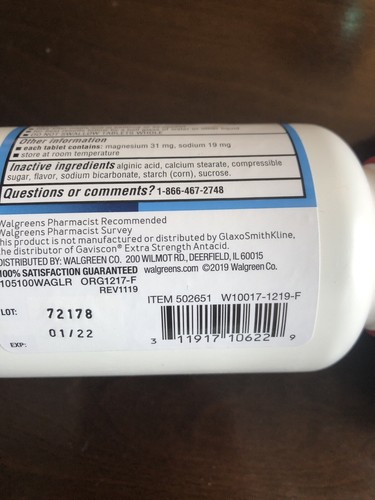 Other information
■ each tablet contains: magnesium 31 mg, sodium 19 mg
■ store at room temperature
Inactive ingredients alginic acid, calcium stearate, compressible
sugar, flavor, sodium bicarbonate, starch (corn), sucrose.
Questions or comments? 1-866-467-2748
Walgreens Pharmacist Recommended
Walgreens Pharmacist Survey
This product is not manufactured or distributed by GlaxoSmithKline,
the distributor of Gaviscon® Extra Strength Antacid.
DISTRIBUTED BY: WALGREEN CO. 200 WILMOT RD., DEERFIELD, IL 60015
100% SATISFACTION GUARANTEED walgreens.com ©2019 Walgreen Co.
105100WAGLR ORG1217-F
REV1119
ITEM 502651 W10017-1219-F
LOT: 72178
EXP: 01/22
3 11917 10622 9